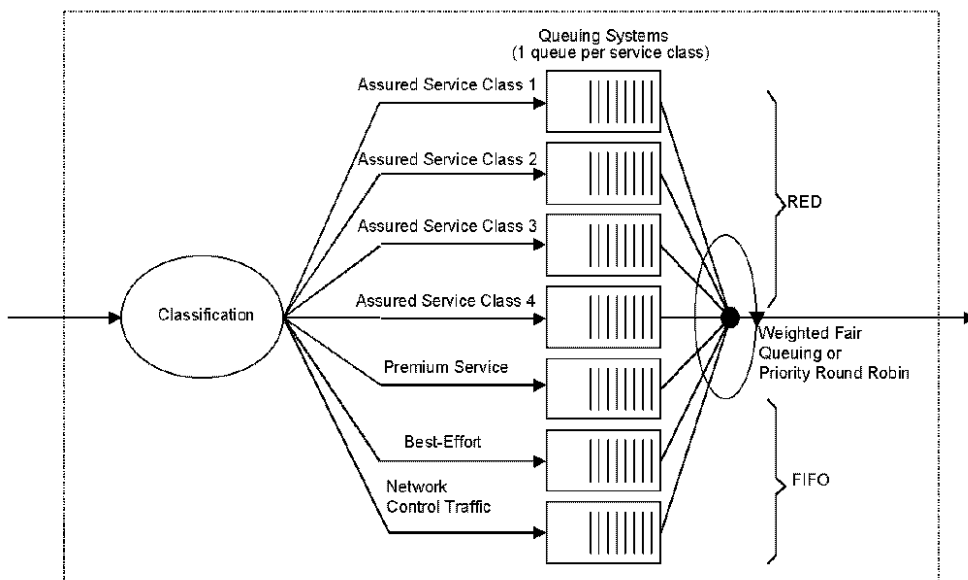 Queuing Systems
(1 queue per service class)
Assured Service Class 1
Assured Service Class 2
Assured Service Class 3
Assured Service Class 4
Premium Service
Best-Effort
Network
Control Traffic
Classification
RED
Weighted Fair
Queuing or
Priority Round Robin
FIFO